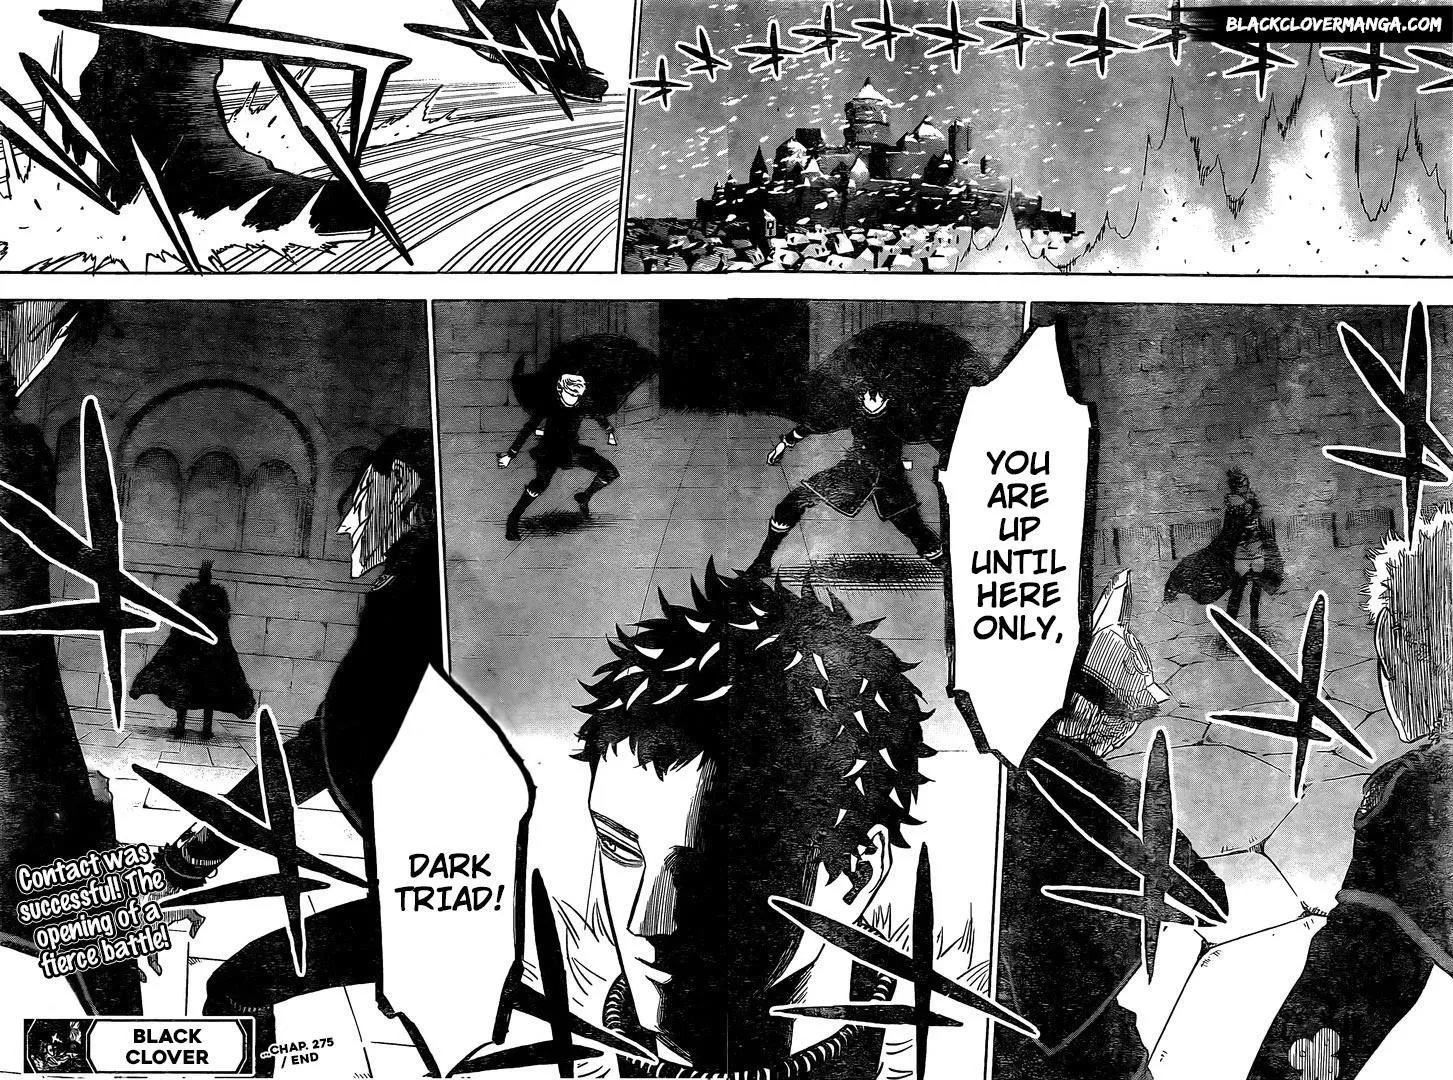 BLACKCLOVERMANGA.COM
YOU
ARE
UP
UNTIL
HERE
ONLY,
DARK
TRIAD!
Contact was
successful! The
opening of a
fierce battle!
BLACK
CLOVER
...CHAP. 275
/ END